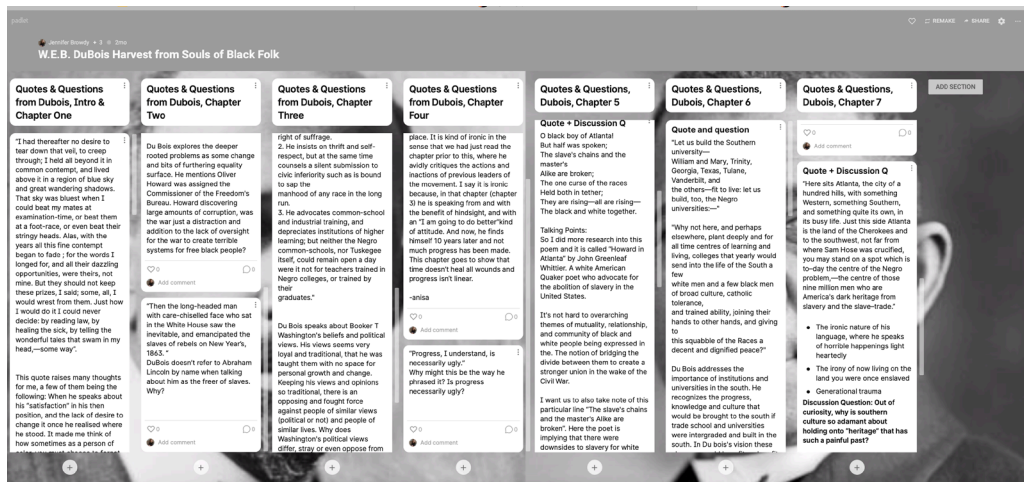 padlet
REMAKE
SHARE
Jennifer Browdy • 3 2mo
W.E.B. DuBois Harvest from Souls of Black Folk
Quotes & Questions
from Dubois, Intro &
Chapter One
"I had thereafter no desire to
tear down that veil, to creep
through; I held all beyond it in
common contempt, and lived
above it in a region of blue sky
and great wandering shadows.
That sky was bluest when I
could beat my mates at
examination-time, or beat them
at a foot-race, or even beat their
stringy heads. Alas, with the
years all this fine contempt
began to fade ; for the words I
longed for, and all their dazzling
opportunities, were theirs, not
mine. But they should not keep
these prizes, I said; some, all, I
would wrest from them. Just how
I would do it I could never
decide: by reading law, by
healing the sick, by telling the
wonderful tales that swam in my
head,—some way".
This quote raises many thoughts
for me, a few of them being the
following: When he speaks about
his "satisfaction" in his then
position, and the lack of desire to
change it once he realised where
he stood. It made me think of
how sometimes as a person of
Quotes & Questions
from Dubois, Chapter
Two
Du Bois explores the deeper
rooted problems as some change
and bits of furthering equality
surface. He mentions Oliver
Howard was assigned the
Commissioner of the Freedom's
Bureau. Howard discovering
large amounts of corruption, was
the war just a distraction and
addition to the lack of oversight
for the war to create terrible
systems for free black people?
0 0
Add comment
"Then the long-headed man
with care-chiselled face who sat
in the White House saw the
inevitable, and emancipated the
slaves of rebels on New Year's,
1863. "
DuBois doesn't refer to Abraham
Lincoln by name when talking
about him as the freer of slaves.
Why?
0 0
Add comment
Quotes & Questions
from Dubois, Chapter
Three
right of suffrage.
2. He insists on thrift and self-
respect, but at the same time
counsels a silent submission to
civic inferiority such as is bound
to sap the
manhood of any race in the long
run.
3. He advocates common-school
and industrial training, and
depreciates institutions of higher
learning; but neither the Negro
common-schools, nor Tuskegee
itself, could remain open a day
were it not for teachers trained in
Negro colleges, or trained by
their
graduates."
Du Bois speaks about Booker T
Washington's beliefs and political
views. His views seems very
loyal and traditional, that he was
taught them with no space for
personal growth and change.
Keeping his views and opinions
so traditional, there is an
opposing and fought force
against people of similar views
(political or not) and people of
similar lives. Why does
Washington's political views
differ, stray or even oppose from
Quotes & Questions
from Dubois, Chapter
Four
place. It is kind of ironic in the
sense that we had just read the
chapter prior to this, where he
avidly critiques the actions and
inactions of previous leaders of
the movement. I say it is ironic
because, in that chapter (chapter
3) he is speaking from and with
the benefit of hindsight, and with
an "I am going to do better"kind
of attitude. And now, he finds
himself 10 years later and not
much progress has been made.
This chapter goes to show that
time doesn't heal all wounds and
progress isn't linear.
-anisa
0 0
Add comment
"Progress, I understand, is
necessarily ugly."
Why might this be the way he
phrased it? Is progress
necessarily ugly?
0 0
Add comment
Quotes & Questions,
Dubois, Chapter 5
Quote + Discussion Q
O black boy of Atlanta!
But half was spoken;
The slave's chains and the
master's
Alike are broken;
The one curse of the races
Held both in tether;
They are rising—all are rising—
The black and white together.
Talking Points:
So I did more research into this
poem and it is called "Howard in
Atlanta" by John Greenleaf
Whittier. A white American
Quaker poet who advocate for
the abolition of slavery in the
United States.
It's not hard to overarching
themes of mutuality, relationship,
and community of black and
white people being expressed in
the. The notion of bridging the
divide between them to create a
stronger union in the wake of the
Civil War.
I want us to also take note of this
particular line "The slave's chains
and the master's Alike are
broken". Here the poet is
implying that there were
downsides to slavery for white
Quotes & Questions,
Dubois, Chapter 6
Quote and question
"Let us build the Southern
university—
William and Mary, Trinity,
Georgia, Texas, Tulane,
Vanderbilt, and
the others—fit to live: let us
build, too, the Negro
universities:—"
"Why not here, and perhaps
elsewhere, plant deeply and for
all time centres of learning and
living, colleges that yearly would
send into the life of the South a
few
white men and a few black men
of broad culture, catholic
tolerance,
and trained ability, joining their
hands to other hands, and giving
to
this squabble of the Races a
decent and dignified peace?"
Du Bois addresses the
importance of institutions and
universities in the south. He
recognizes the progress,
knowledge and culture that
would be brought to the south if
trade school and universities
were intergraded and built in the
south. In Du bois's vision these
Quotes & Questions,
Dubois, Chapter 7
0 0
Add comment
Quote + Discussion Q
"Here sits Atlanta, the city of a
hundred hills, with something
Western, something Southern,
and something quite its own, in
its busy life. Just this side Atlanta
is the land of the Cherokees and
to the southwest, not far from
where Sam Hose was crucified,
you may stand on a spot which is
to-day the centre of the Negro
problem,—the centre of those
nine million men who are
America's dark heritage from
slavery and the slave-trade."
• The ironic nature of his
language, where he speaks
of horrible happenings light
heartedly
• The irony of now living on the
land you were once enslaved
• Generational trauma
Discussion Question: Out of
curiosity, why is southern
culture so adamant about
holding onto "heritage" that has
such a painful past?
ADD SECTION